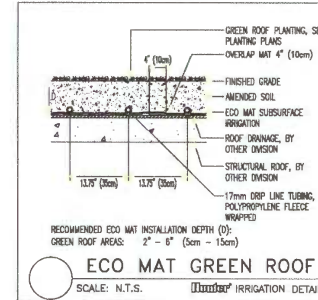 GREEN ROOF PLANTING,
PLANTING PLANS
4" (10cm)
OVERLAP MAT 4" (10cm)
FINISHED GRADE
AMENDED SOIL
ECO MAT SUBSURFACE
IRRIGATION
ROOF DRAINAGE, BY
OTHER DIVISION
STRUCTURAL ROOF, BY
OTHER DIVISION
13.75" (35cm) 13.75" (35cm)
17mm DRIP LINE TUBING,
POLYPROPYLENE FLEECE
WRAPPED
RECOMMENDED ECO MAT INSTALLATION DEPTH (D):
GREEN ROOF AREAS: 2" - 6" (5cm - 15cm)
ECO MAT GREEN ROOF
SCALE: N.T.S. Hunter® IRRIGATION DETAI